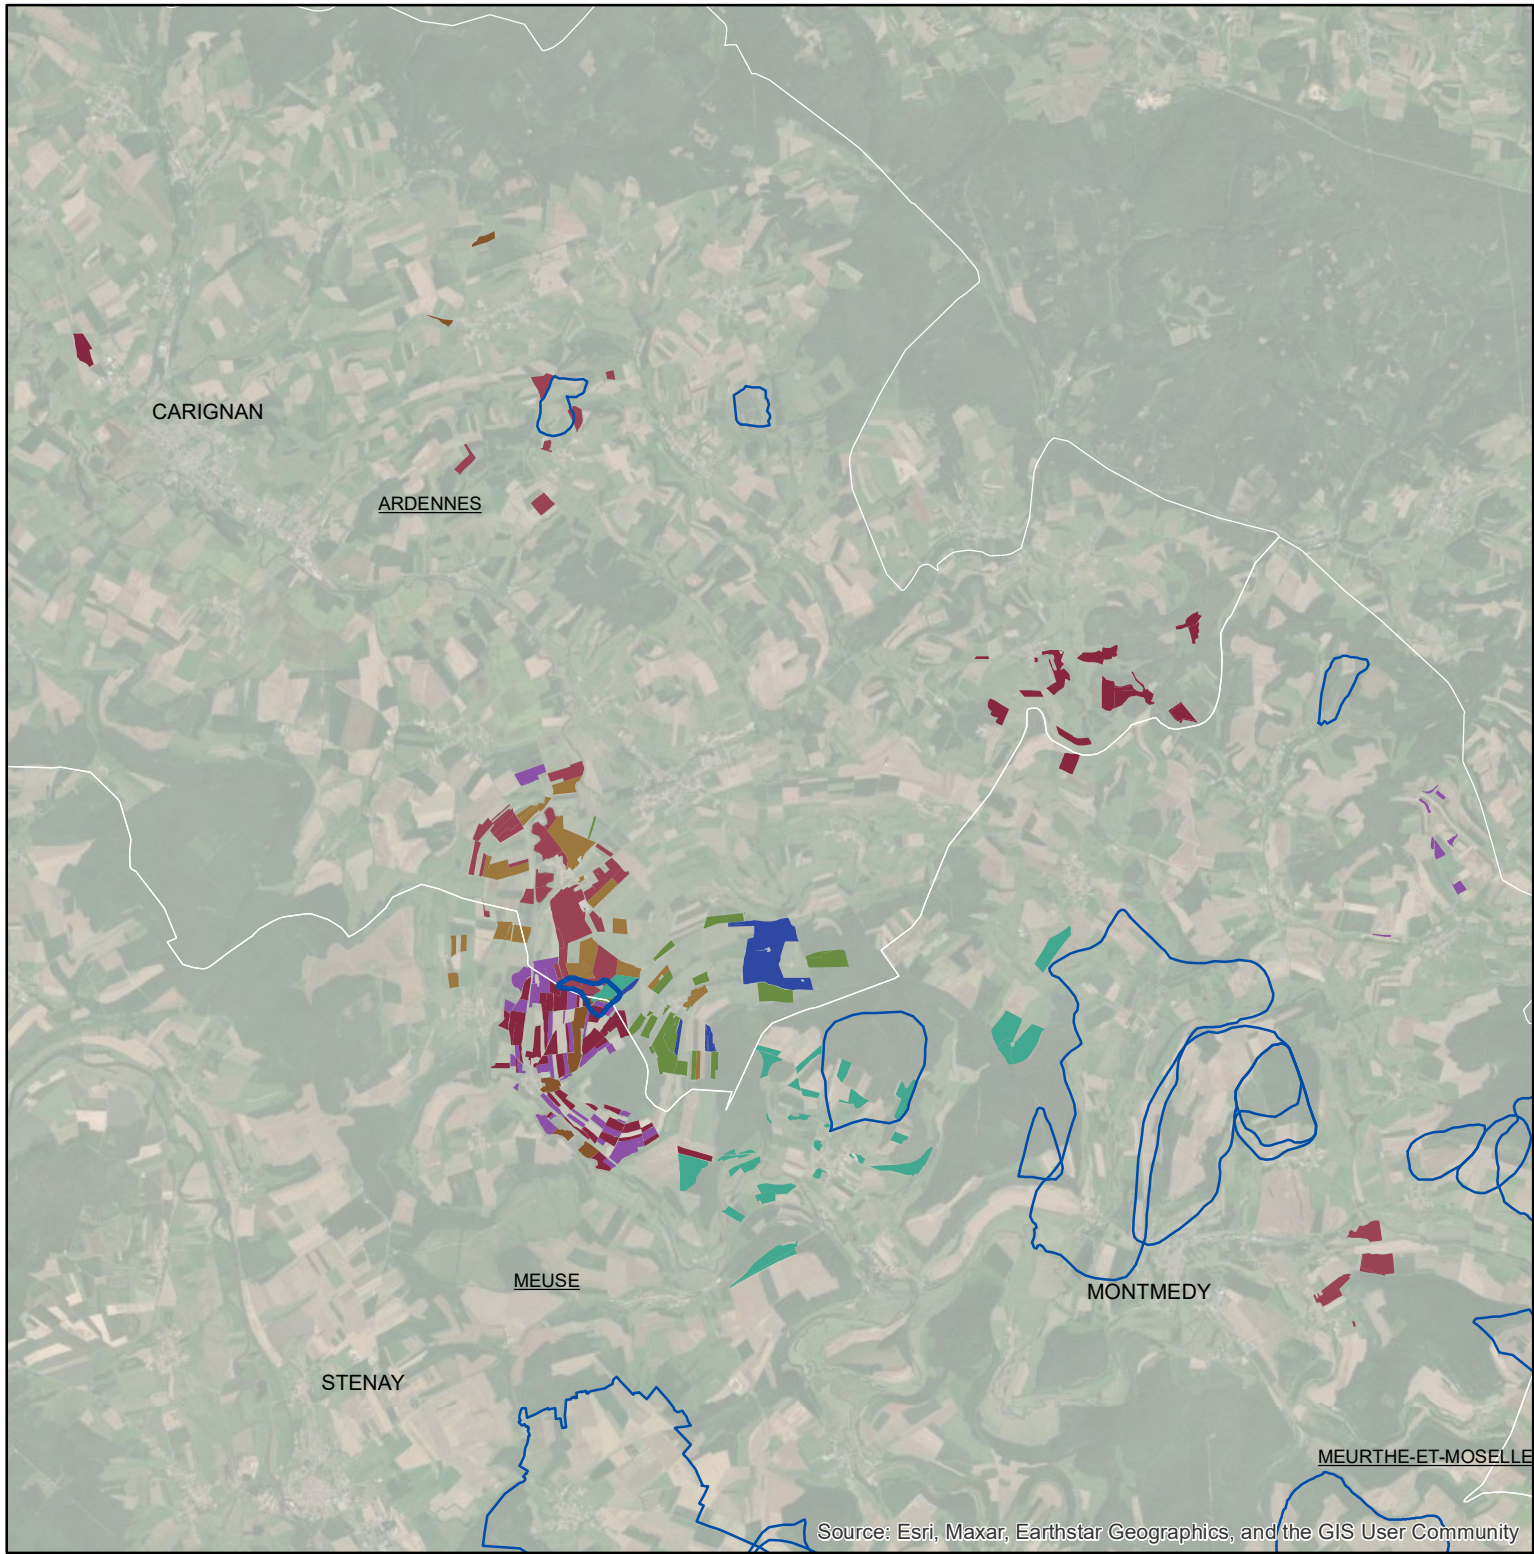 CARIGNAN
ARDENNES
MEUSE
MONTMEDY
STENAY
MEURTHE-ET-MOSELLE
Source: Esri, Maxar, Earthstar Geographics, and the GIS User Community